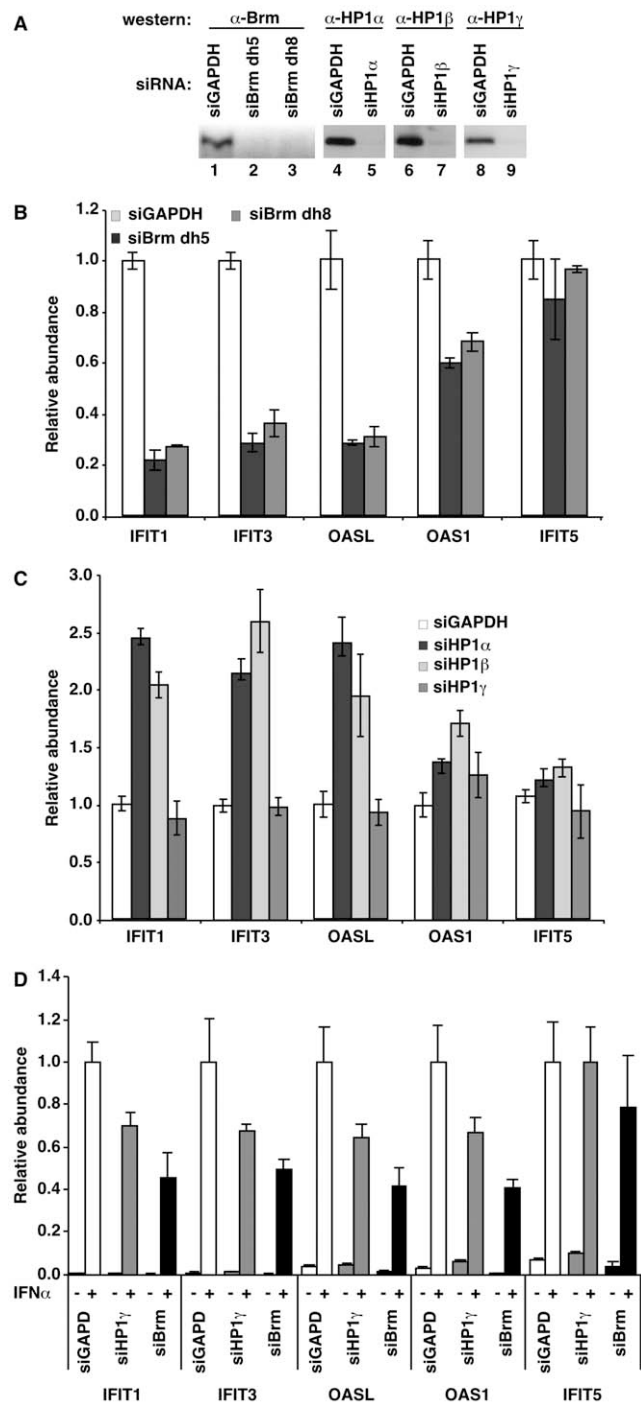 A
western: α-Brm α-HP1α α-HP1β α-HP1γ
siRNA: siGAPDH siBrm dh5 siBrm dh8 siGAPDH siHP1α siGAPDH siHP1β siGAPDH siHP1γ
1 2 3 4 5 6 7 8 9
B
siGAPDH siBrm dh8
siBrm dh5
Relative abundance
1.2
1.0
0.8
0.6
0.4
0.2
0.0
IFIT1 IFIT3 OASL OAS1 IFIT5
C
siGAPDH
siHP1α
siHP1β
siHP1γ
Relative abundance
3.0
2.5
2.0
1.5
1.0
0.5
0.0
IFIT1 IFIT3 OASL OAS1 IFIT5
D
Relative abundance
1.4
1.2
1.0
0.8
0.6
0.4
0.2
0.0
IFNα - + - + - + - + - + - + - + - + - + - + - + - + - + - + - +
siGAPD siHP1γ siBrm siGAPD siHP1γ siBrm siGAPD siHP1γ siBrm siGAPD siHP1γ siBrm siGAPD siHP1γ siBrm
IFIT1 IFIT3 OASL OAS1 IFIT5